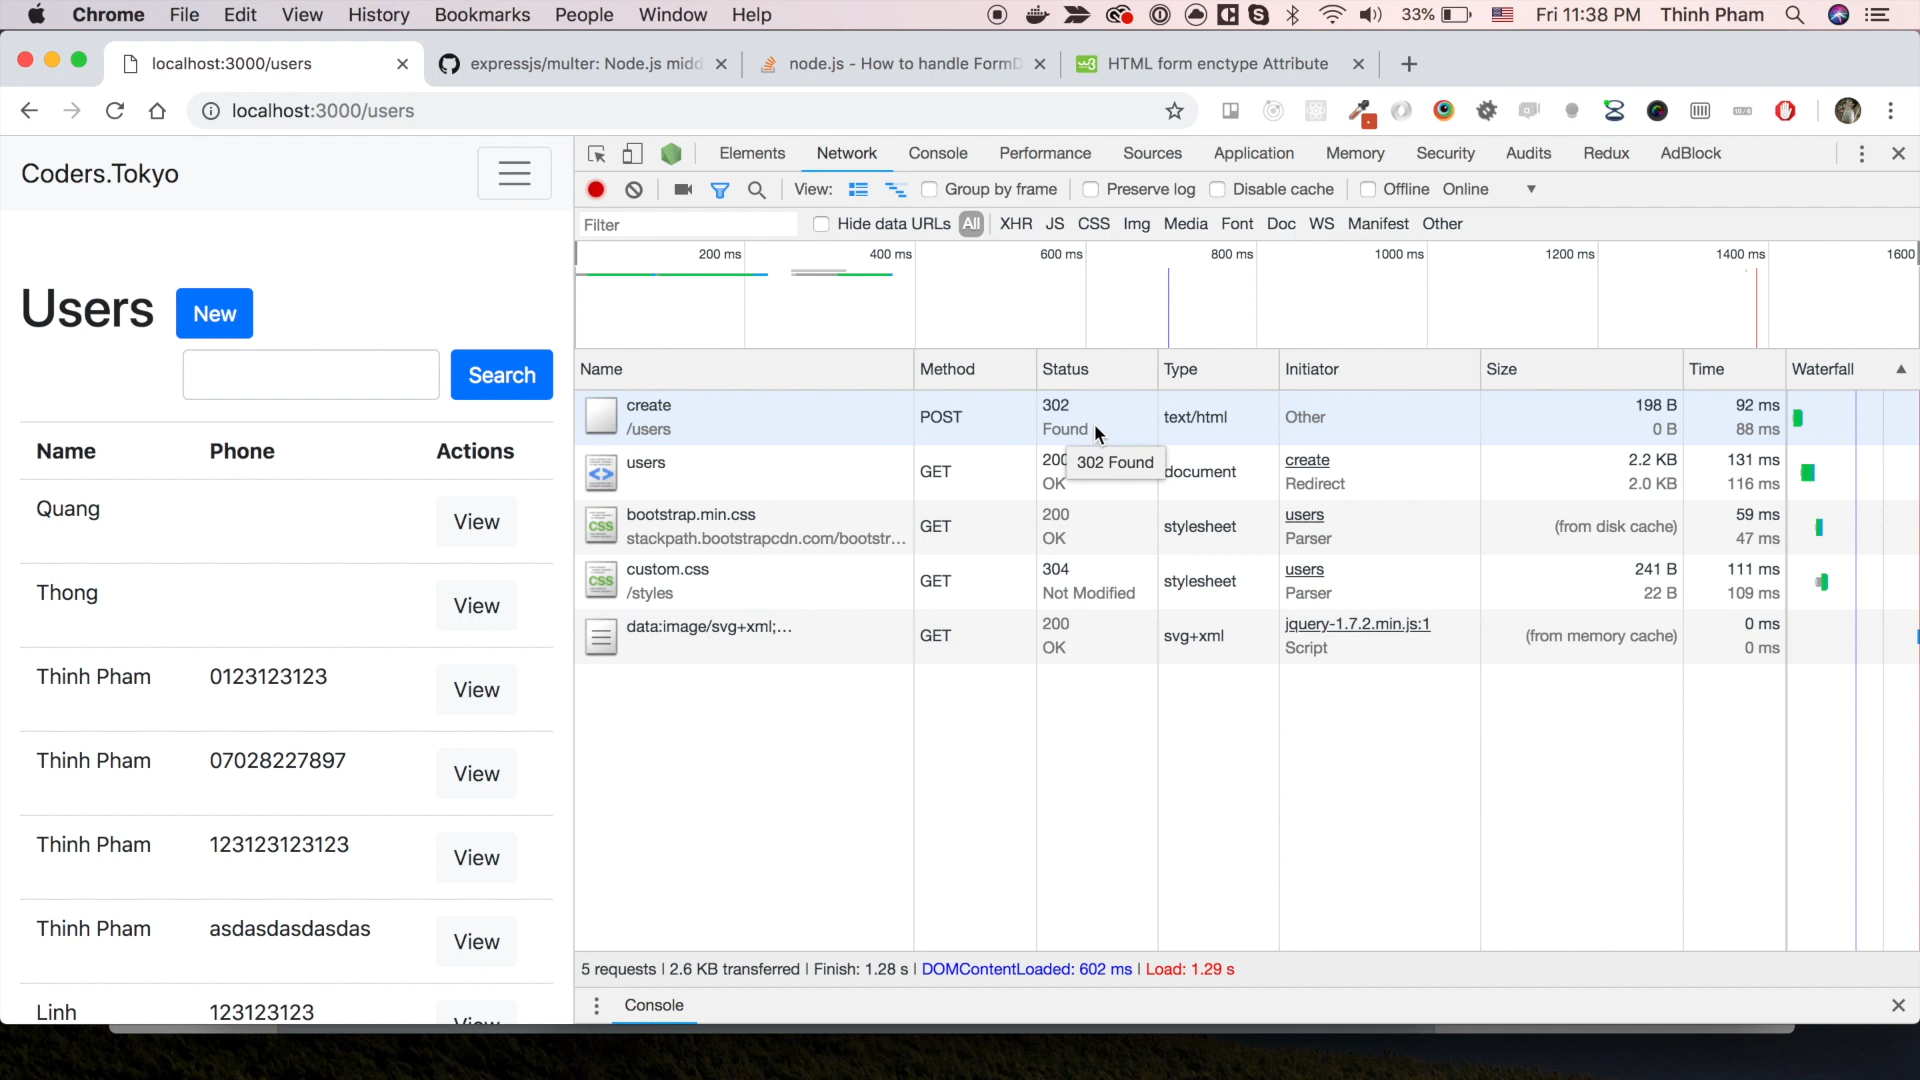 Chrome File Edit View History Bookmarks People Window Help 33% Fri 11:38 PM Thinh Pham
localhost:3000/users
expressjs/multer: Node.js midd
node.js - How to handle FormD
HTML form enctype Attribute
localhost:3000/users
Coders.Tokyo
Users New
Search
Name Phone Actions
Quang View
Thong View
Thinh Pham 0123123123 View
Thinh Pham 07028227897 View
Thinh Pham 123123123123 View
Thinh Pham asdasdasdasdas View
Linh 123123123 View
Elements Network Console Performance Sources Application Memory Security Audits Redux AdBlock
View: Group by frame Preserve log Disable cache Offline Online
Filter Hide data URLs All XHR JS CSS Img Media Font Doc WS Manifest Other
200 ms 400 ms 600 ms 800 ms 1000 ms 1200 ms 1400 ms 1600
Name Method Status Type Initiator Size Time Waterfall
create 302 198 B 92 ms
POST text/html Other
/users Found 0 B 88 ms
302 Found
users 200 create 2.2 KB 131 ms
GET document
OK Redirect 2.0 KB 116 ms
bootstrap.min.css 200 users 59 ms
GET stylesheet (from disk cache)
stackpath.bootstrapcdn.com/bootstr... OK Parser 47 ms
custom.css 304 users 241 B 111 ms
GET stylesheet
/styles Not Modified Parser 22 B 109 ms
data:image/svg+xml;... 200 jquery-1.7.2.min.js:1 0 ms
GET svg+xml (from memory cache)
OK Script 0 ms
5 requests | 2.6 KB transferred | Finish: 1.28 s | DOMContentLoaded: 602 ms | Load: 1.29 s
Console